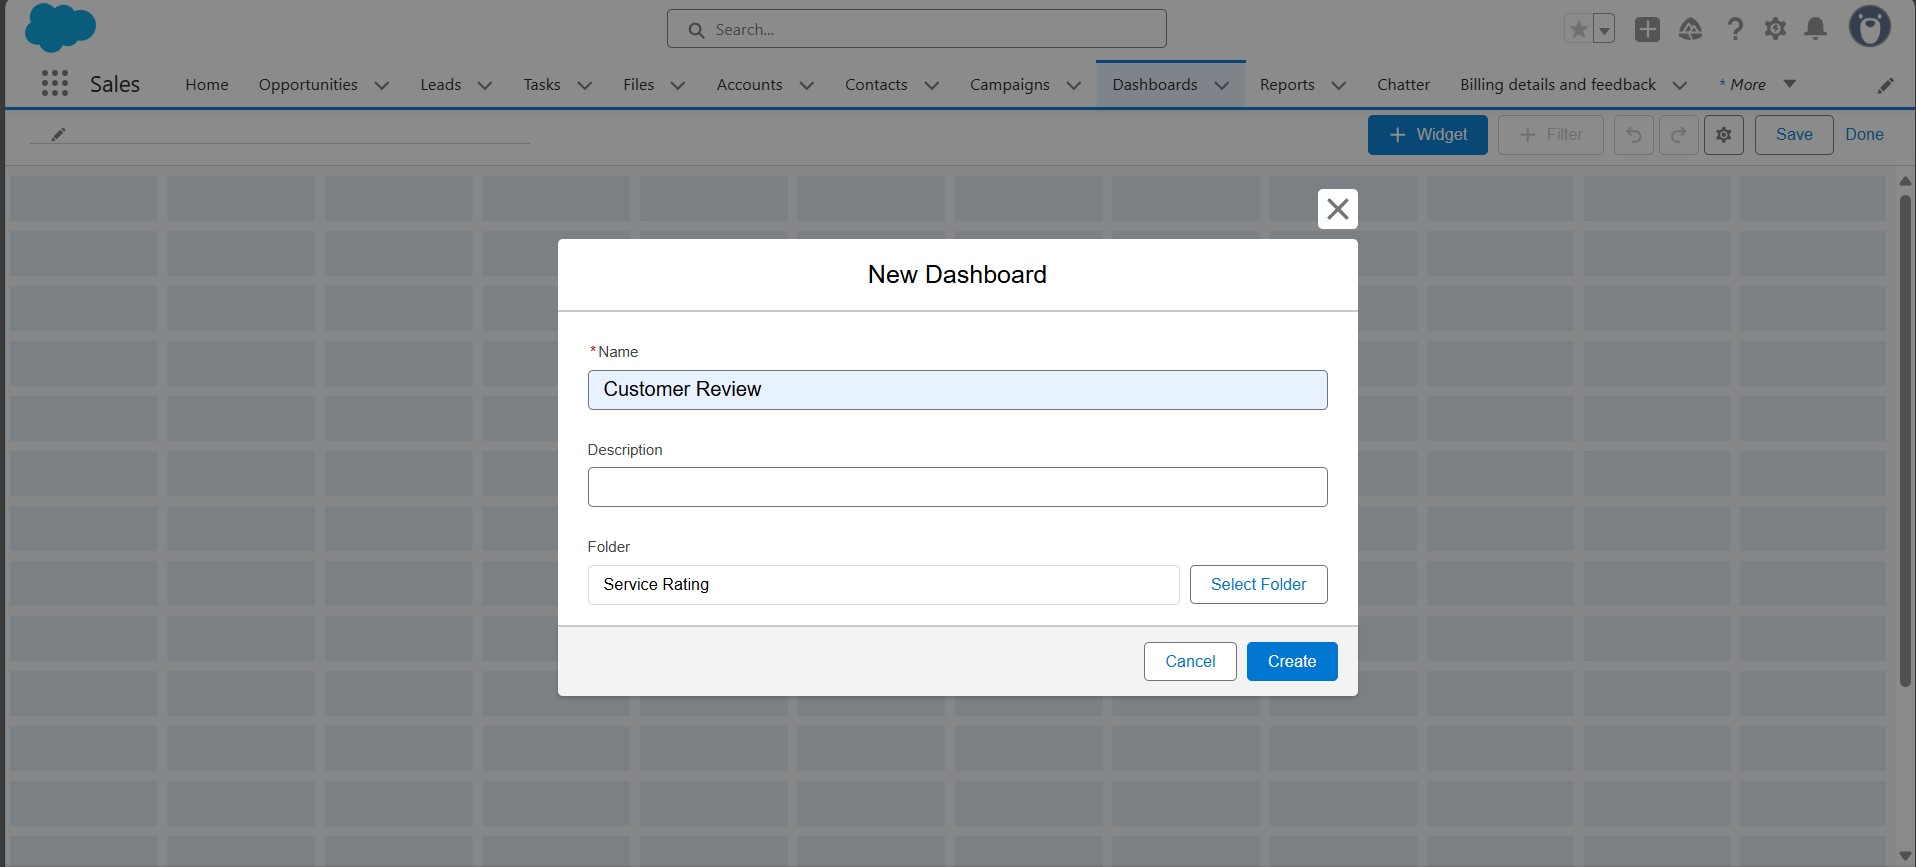 Search...
Sales Home Opportunities Leads Tasks Files Accounts Contacts Campaigns Dashboards Reports Chatter Billing details and feedback * More
+ Widget + Filter Save Done
New Dashboard
* Name
Customer Review
Description
Folder
Service Rating Select Folder
Cancel Create